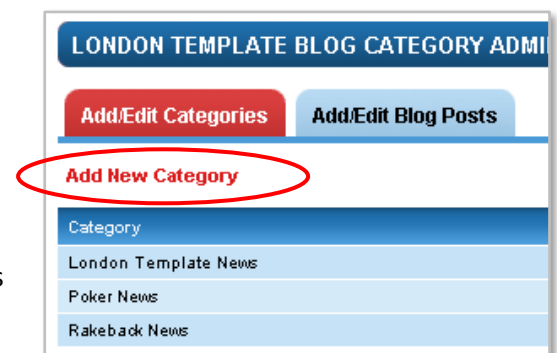 LONDON TEMPLATE BLOG CATEGORY
Add/Edit Categories Add/Edit Blog Posts
Add New Category
Category
London Template News
Poker News
Rakeback News